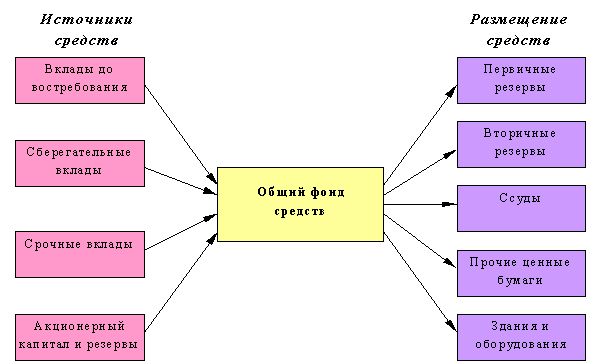 Источники
средств
Вклады до
востребования
Сберегательные
вклады
Срочные вклады
Акционерный
капитал и резервы
Общий фонд
средств
Размещение
средств
Первичные
резервы
Вторичные
резервы
Ссуды
Прочие ценные
бумаги
Здания и
оборудования